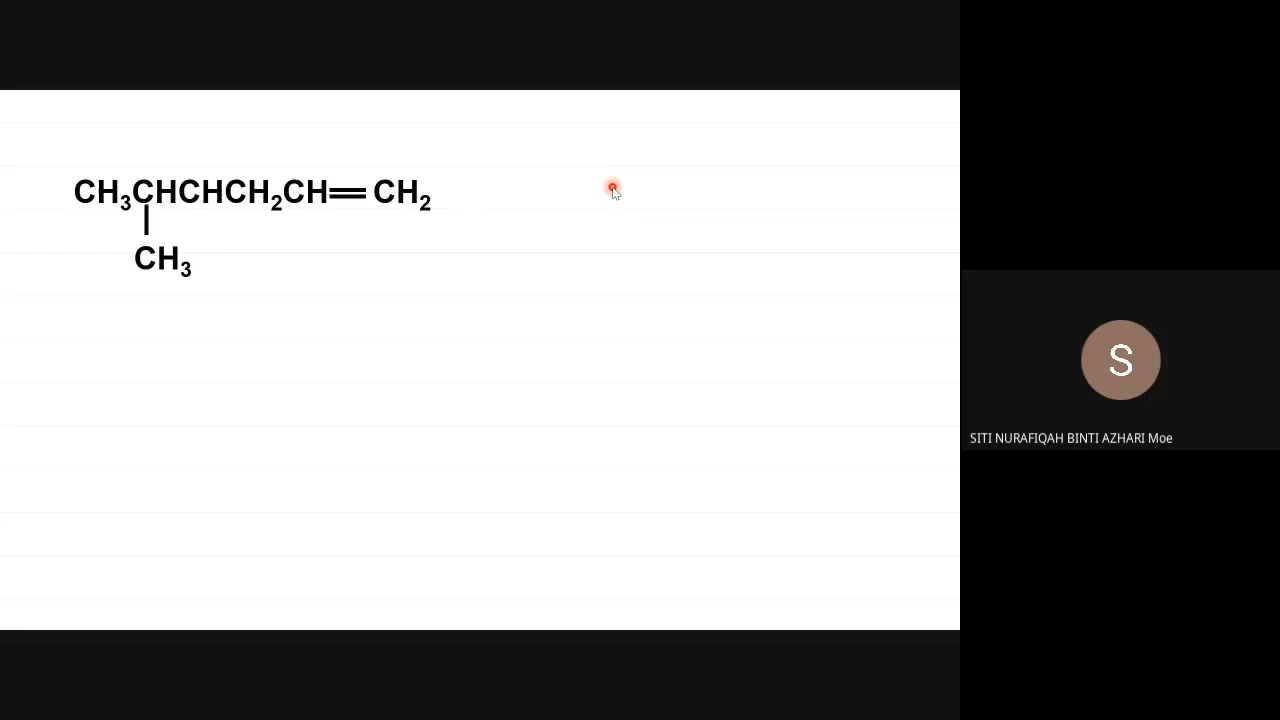 CH₃CHCHCH₂CH═CH₂
CH₃
S
SITI NURAFIQAH BINTI AZHARI Moe